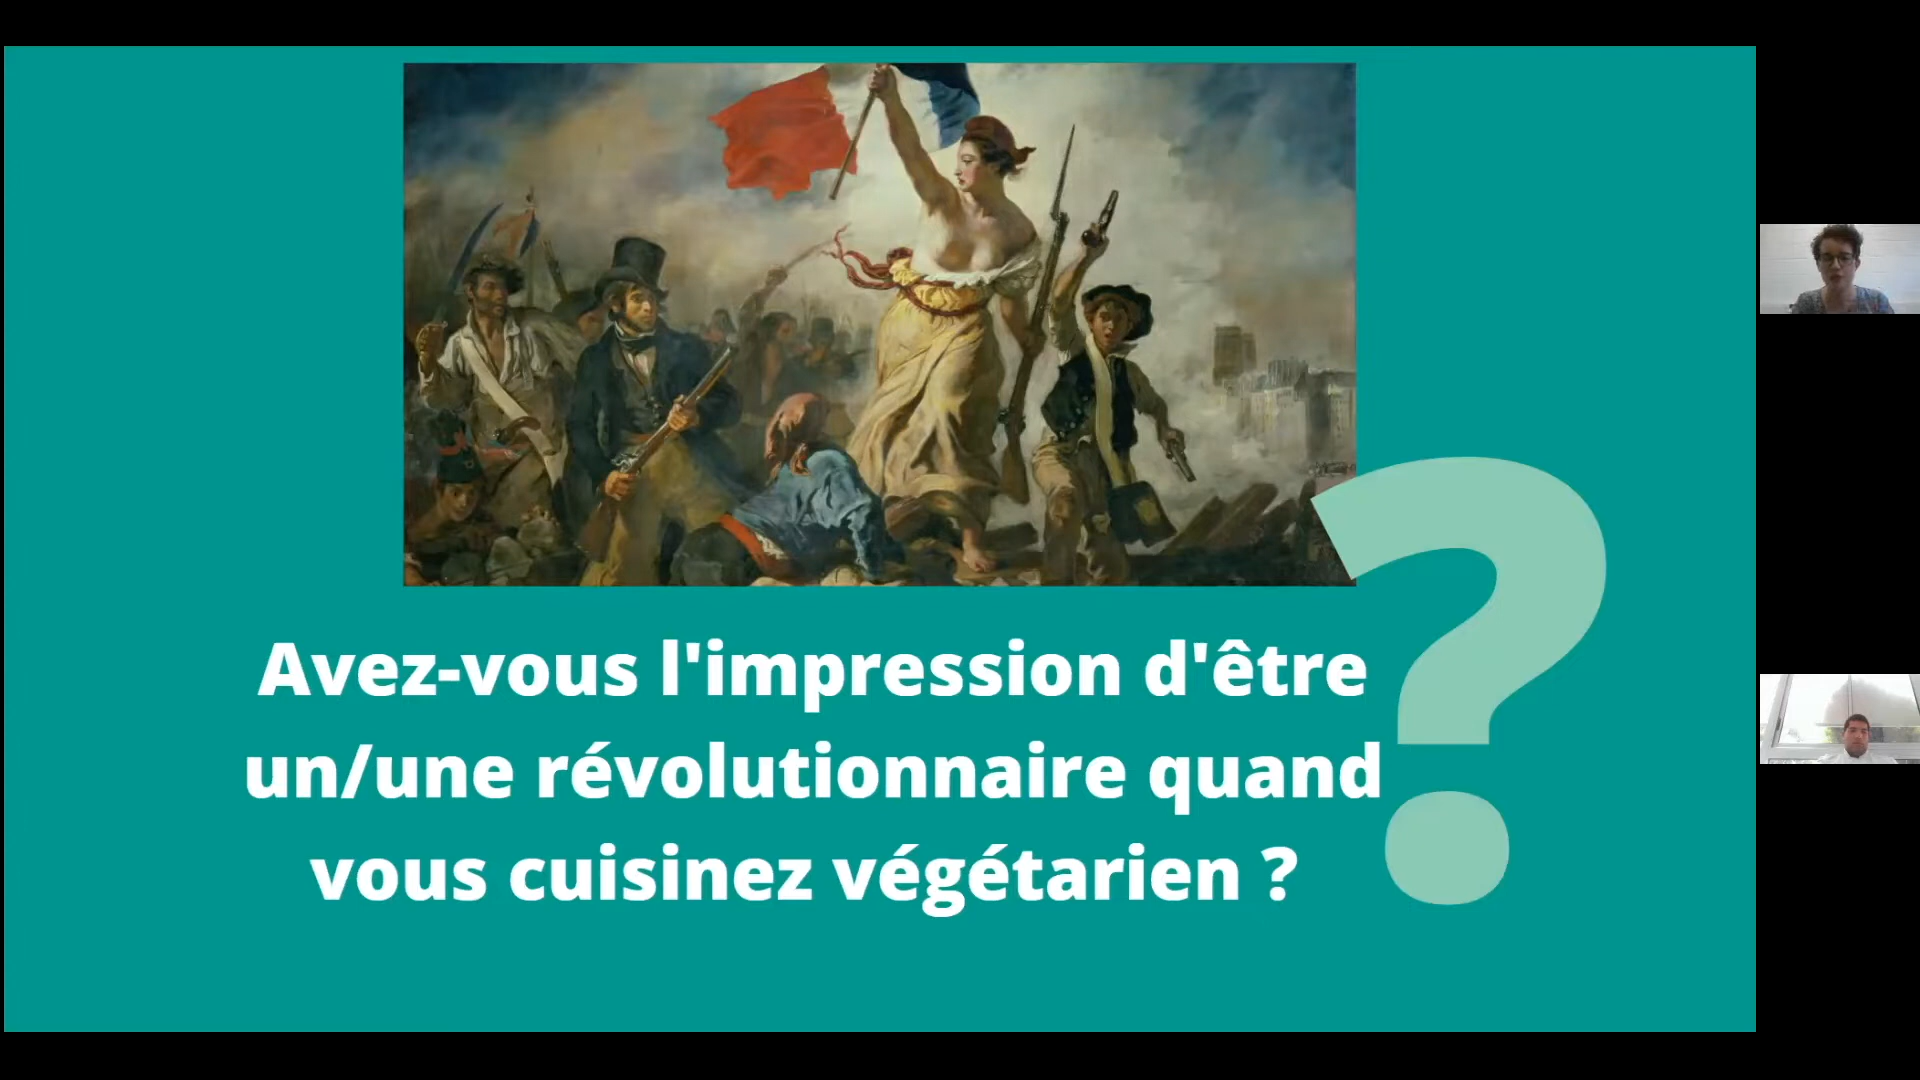 Avez-vous l'impression d'être
un/une révolutionnaire quand
vous cuisinez végétarien ?
?